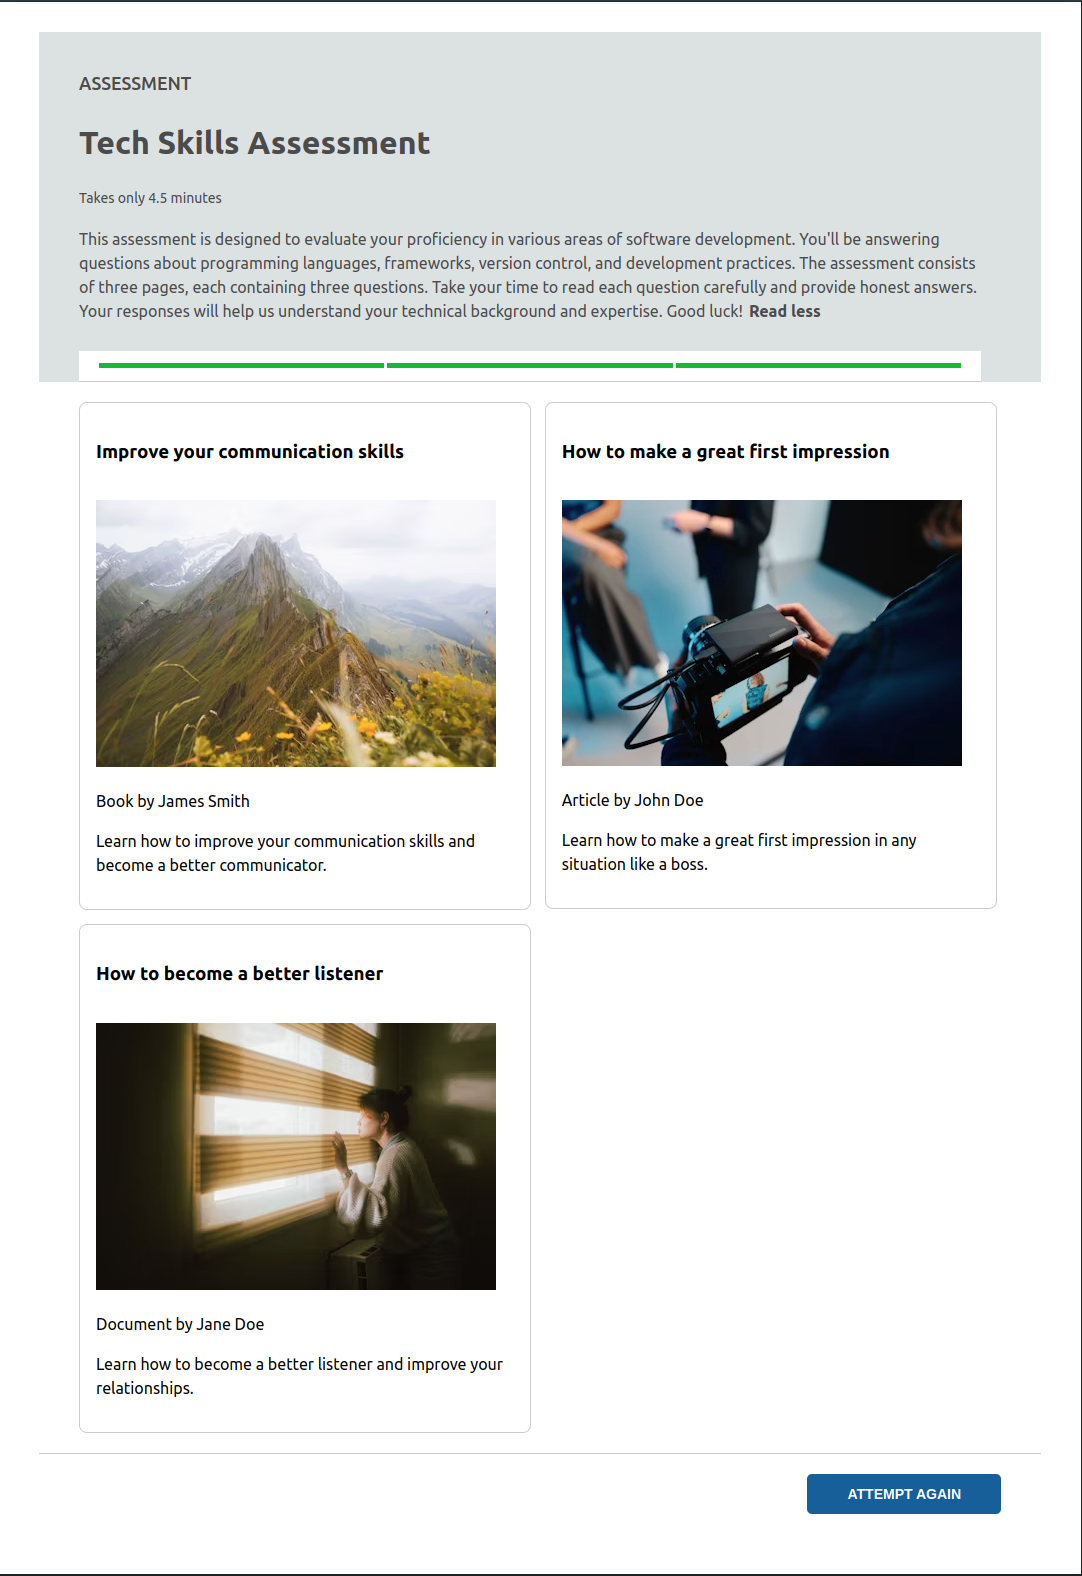 ASSESSMENT
Tech Skills Assessment
Takes only 4.5 minutes
This assessment is designed to evaluate your proficiency in various areas of software development. You'll be answering
questions about programming languages, frameworks, version control, and development practices. The assessment consists
of three pages, each containing three questions. Take your time to read each question carefully and provide honest answers.
Your responses will help us understand your technical background and expertise. Good luck! Read less
Improve your communication skills
Book by James Smith
Learn how to improve your communication skills and
become a better communicator.
How to make a great first impression
Article by John Doe
Learn how to make a great first impression in any
situation like a boss.
How to become a better listener
Document by Jane Doe
Learn how to become a better listener and improve your
relationships.
ATTEMPT AGAIN